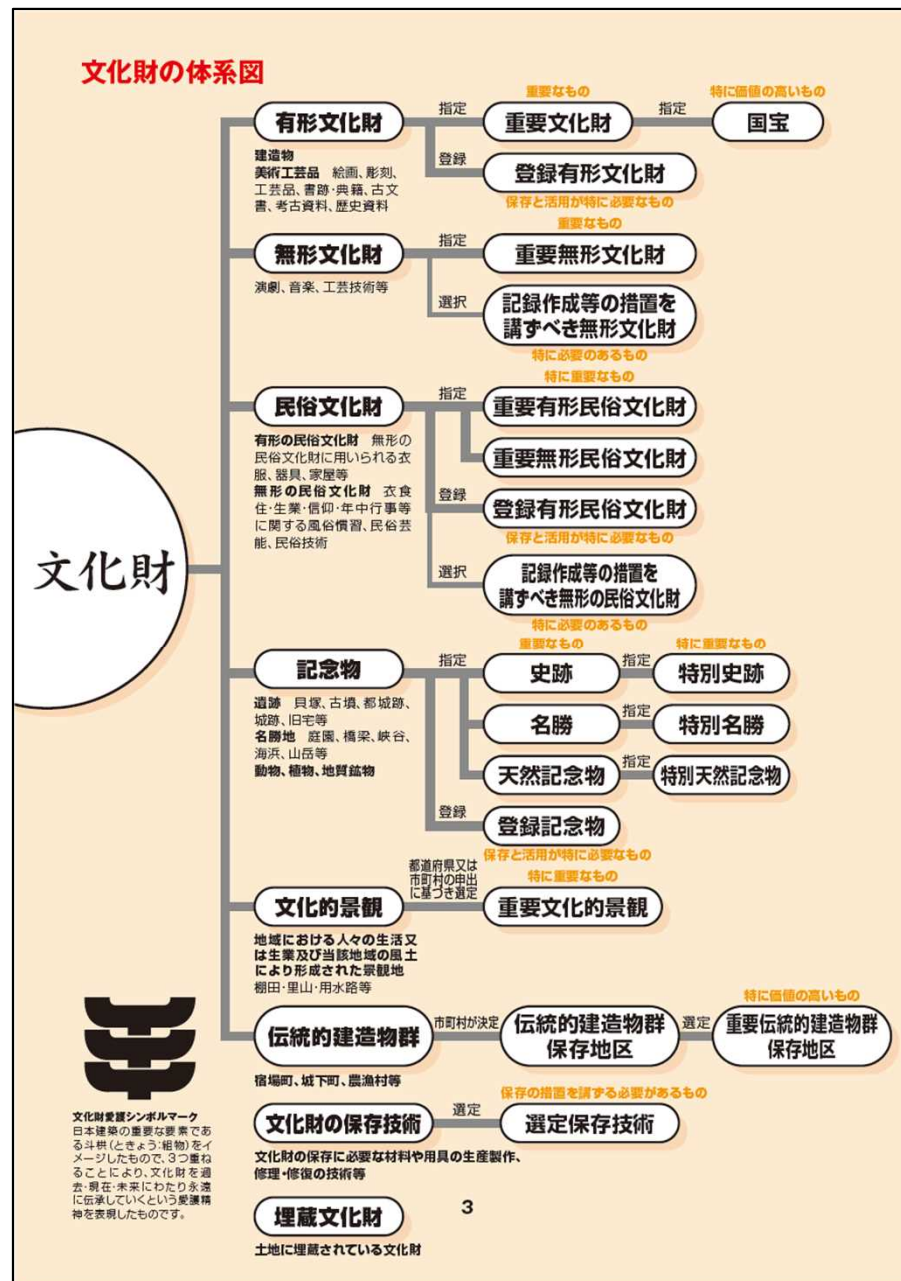 文化財の体系図
文化財
有形文化財
建造物
美術工芸品 絵画、彫刻、
工芸品、書跡・典籍、古文
書、考古資料、歴史資料
指定
重要なもの
重要文化財
指定
特に価値の高いもの
国宝
登録
登録有形文化財
保存と活用が特に必要なもの
無形文化財
演劇、音楽、工芸技術等
指定
重要なもの
重要無形文化財
選択
記録作成等の措置を
講ずべき無形文化財
特に必要のあるもの
民俗文化財
有形の民俗文化財 無形の
民俗文化財に用いられる衣
服、器具、家屋等
無形の民俗文化財 衣食
住・生業・信仰・年中行事等
に関する風俗慣習、民俗芸
能、民俗技術
指定
特に重要なもの
重要有形民俗文化財
重要無形民俗文化財
登録
登録有形民俗文化財
保存と活用が特に必要なもの
選択
記録作成等の措置を
講ずべき無形の民俗文化財
特に必要のあるもの
記念物
遺跡 貝塚、古墳、都城跡、
城跡、旧宅等
名勝地 庭園、橋梁、峡谷、
海浜、山岳等
動物、植物、地質鉱物
指定
重要なもの
史跡
指定
特に重要なもの
特別史跡
名勝
指定
特別名勝
天然記念物
指定
特別天然記念物
登録
登録記念物
保存と活用が特に必要なもの
文化的景観
地域における人々の生活又
は生業及び当該地域の風土
により形成された景観地
棚田・里山・用水路等
都道府県又は
市町村の申出
に基づき選定
特に重要なもの
重要文化的景観
伝統的建造物群
宿場町、城下町、農漁村等
市町村が決定
伝統的建造物群
保存地区
選定
特に価値の高いもの
重要伝統的建造物群
保存地区
文化財の保存技術
文化財の保存に必要な材料や用具の生産製作、
修理・修復の技術等
選定
保存の措置を講ずる必要があるもの
選定保存技術
埋蔵文化財
土地に埋蔵されている文化財
文化財愛護シンボルマーク
日本建築の重要な要素であ
る斗栱(ときょう:組物)をイ
メージしたもので、3つ重ね
ることにより、文化財を過
去・現在・未来にわたり永遠
に伝承していくという愛護精
神を表現したものです。
3